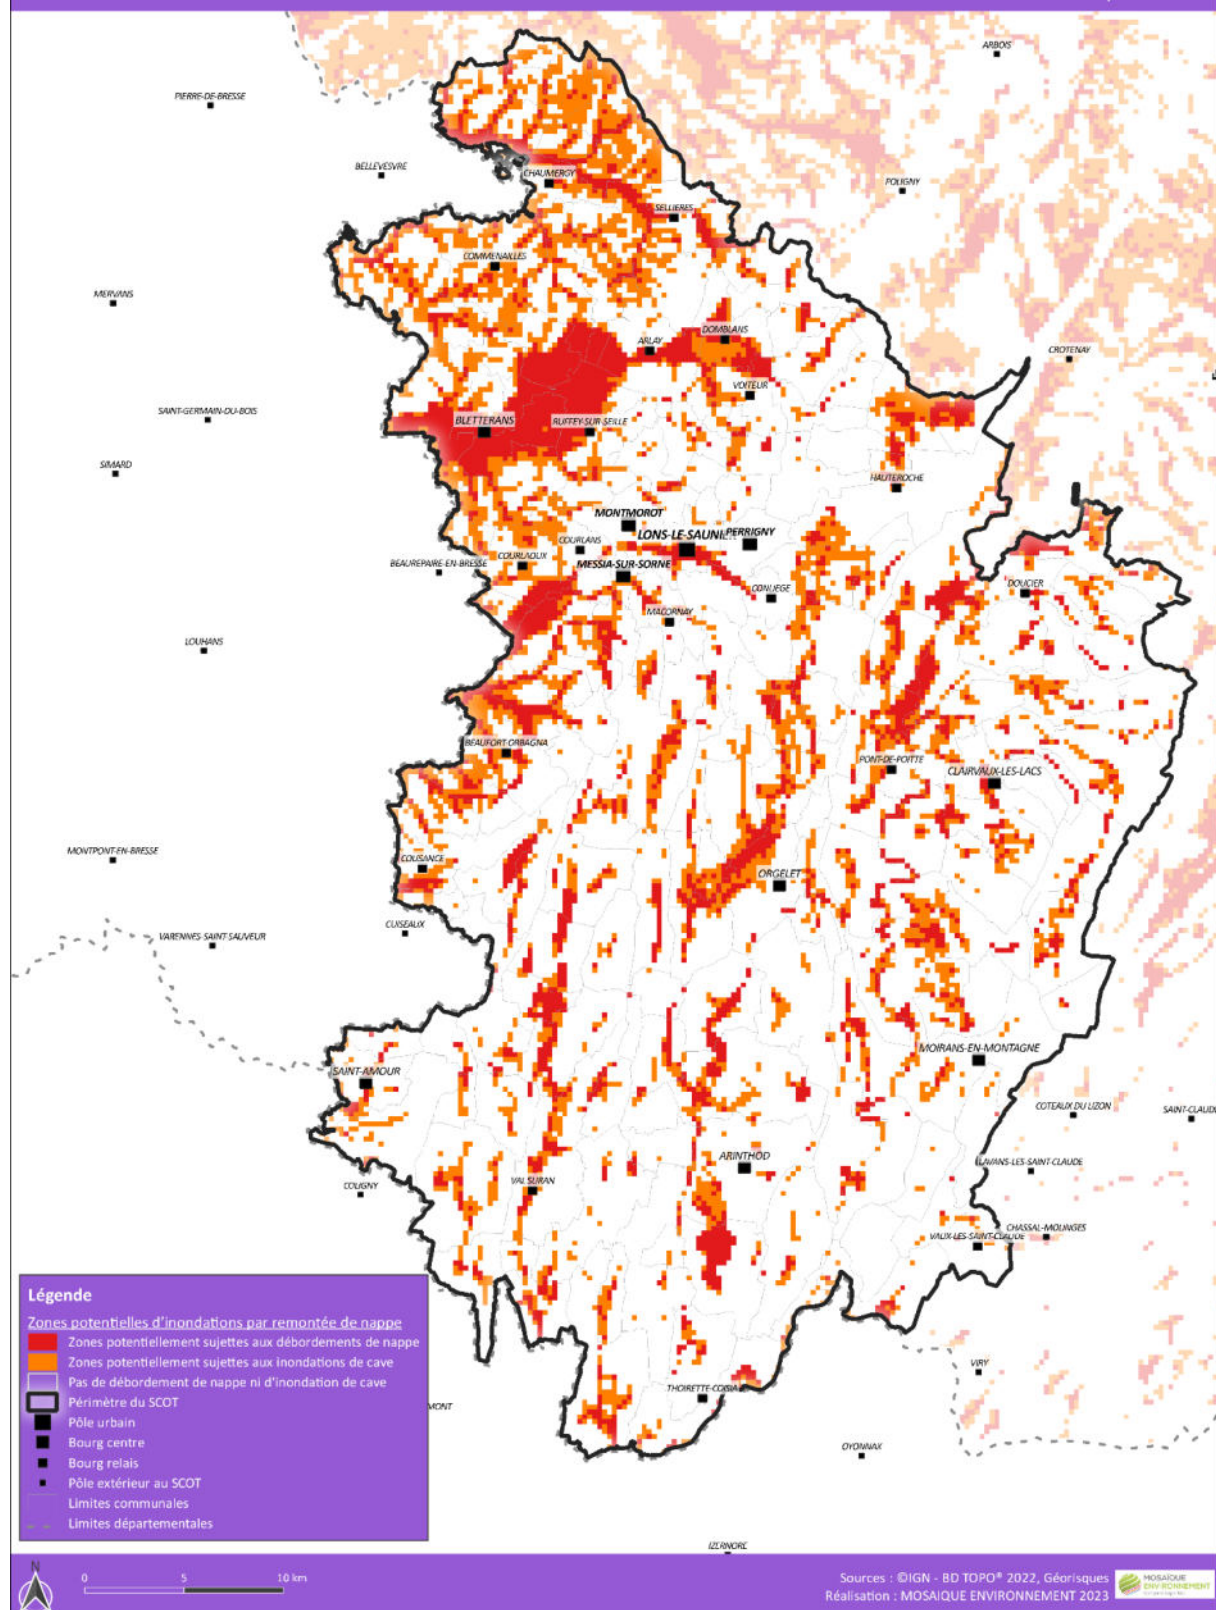 ARBOIS
PIERRE-DE-BRESSE
BELLEVESVRE
CHAUMERGY
POLIGNY
SELLIERES
COMMENAILLES
MERVANS
DOMBLANS
ARLAY
CROTENAY
VOITEUR
SAINT-GERMAIN-DU-BOIS
BLETTERANS
RUFFEY-SUR-SEILLE
SIMARD
HAUTEROCHE
MONTMOROT
LONS-LE-SAUNI
PERRIGNY
COURLANS
COURLAOUX
BEAUREPAIRE-EN-BRESSE
MESSIA-SUR-SORNE
DOUCIER
CONLIEGE
MACORNAY
LOUHANS
BEAUFORT-ORBAGNA
PONT-DE-POITTE
CLAIRVAUX-LES-LACS
MONTPONT-EN-BRESSE
COUSANCE
ORGELET
CUISEAUX
VARENNES-SAINT SAUVEUR
MOIRANS-EN-MONTAGNE
SAINT-AMOUR
COTEAUX DU LIZON
SAINT-CLAUDE
ARINTHOD
LAVANS-LES-SAINT-CLAUDE
VAL SURAN
COLIGNY
CHASSAL-MOLINGES
VAUX-LES-SAINT-CLAUDE
Légende
Zones potentielles d'inondations par remontée de nappe
Zones potentiellement sujettes aux débordements de nappe
Zones potentiellement sujettes aux inondations de cave
Pas de débordement de nappe ni d'inondation de cave
Périmètre du SCOT
Pôle urbain
Bourg centre
Bourg relais
Pôle extérieur au SCOT
Limites communales
Limites départementales
VIRY
THOIRETTE-COISIA
MONT
OYONNAX
IZERNORE
N
0 5 10 km
Sources : ©IGN - BD TOPO® 2022, Géorisques
Réalisation : MOSAIQUE ENVIRONNEMENT 2023
MOSAÏQUE
ENVIRONNEMENT